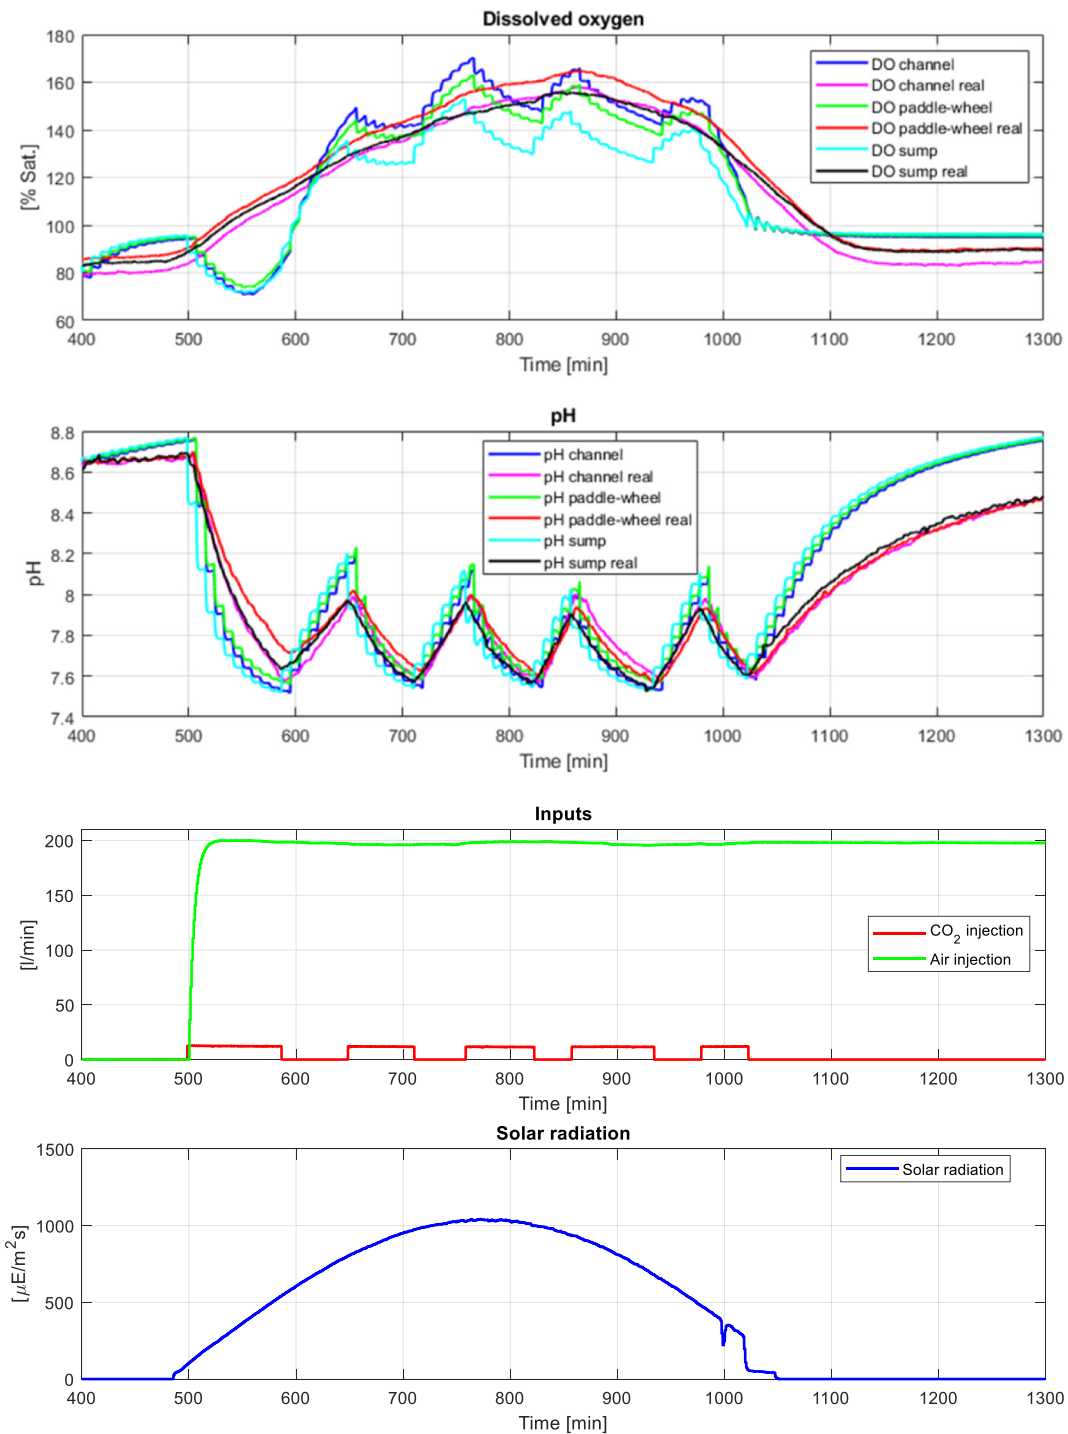 Dissolved oxygen
180
160
140
120
100
80
60
[% Sat.]
DO channel
DO channel real
DO paddle-wheel
DO paddle-wheel real
DO sump
DO sump real
400 500 600 700 800 900 1000 1100 1200 1300
Time [min]
pH
8.8
8.6
8.4
8.2
8
7.8
7.6
7.4
pH
pH channel
pH channel real
pH paddle-wheel
pH paddle-wheel real
pH sump
pH sump real
400 500 600 700 800 900 1000 1100 1200 1300
Time [min]
Inputs
200
150
100
50
0
[l/min]
CO2 injection
Air injection
400 500 600 700 800 900 1000 1100 1200 1300
Time [min]
Solar radiation
1500
1000
500
0
[μE/m²s]
Solar radiation
400 500 600 700 800 900 1000 1100 1200 1300
Time [min]